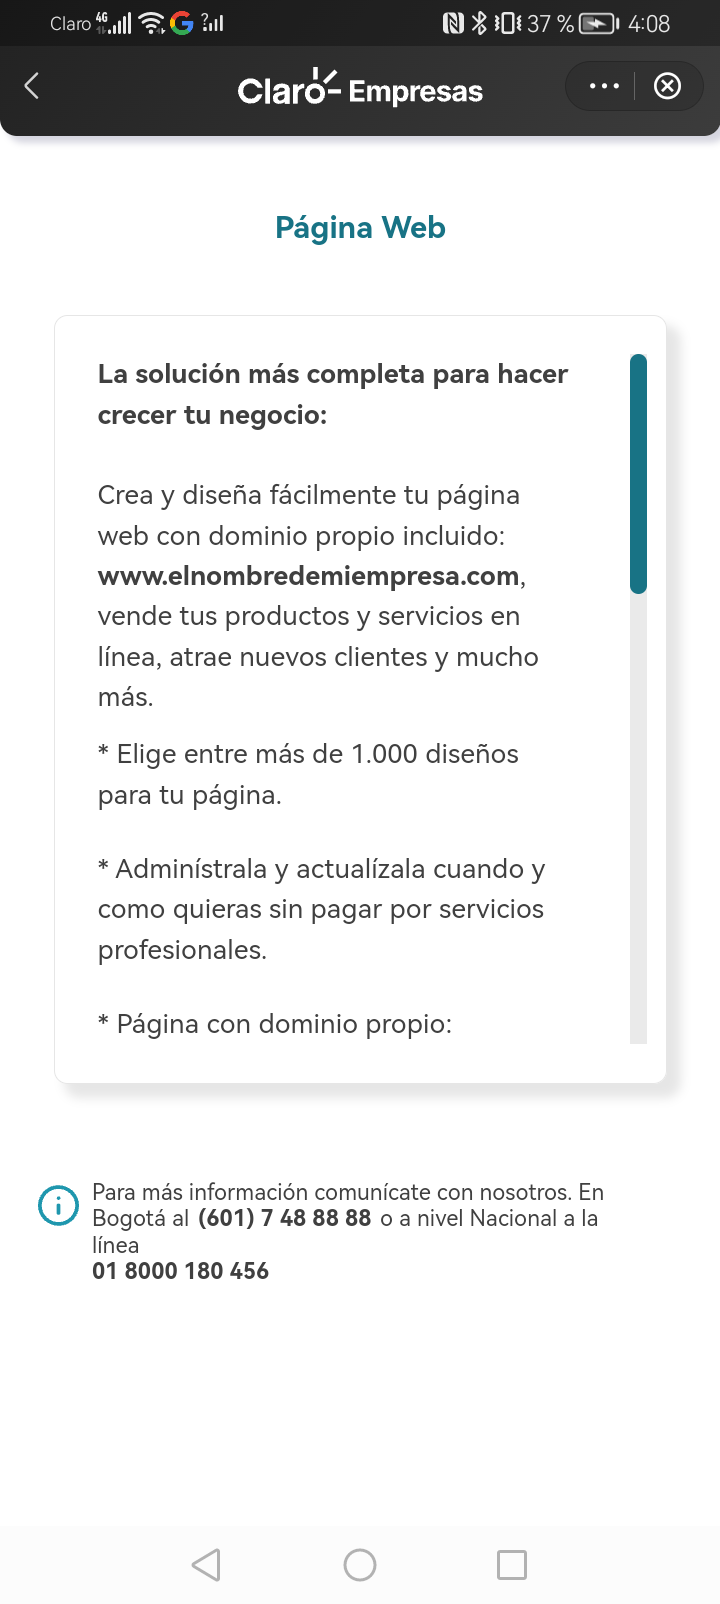 Claro 4G 37 % 4:08
Claro- Empresas
Página Web
La solución más completa para hacer
crecer tu negocio:
Crea y diseña fácilmente tu página
web con dominio propio incluido:
www.elnombredemiempresa.com,
vende tus productos y servicios en
línea, atrae nuevos clientes y mucho
más.
* Elige entre más de 1.000 diseños
para tu página.
* Adminístrala y actualízala cuando y
como quieras sin pagar por servicios
profesionales.
* Página con dominio propio:
Para más información comunícate con nosotros. En
Bogotá al (601) 7 48 88 88 o a nivel Nacional a la
línea
01 8000 180 456